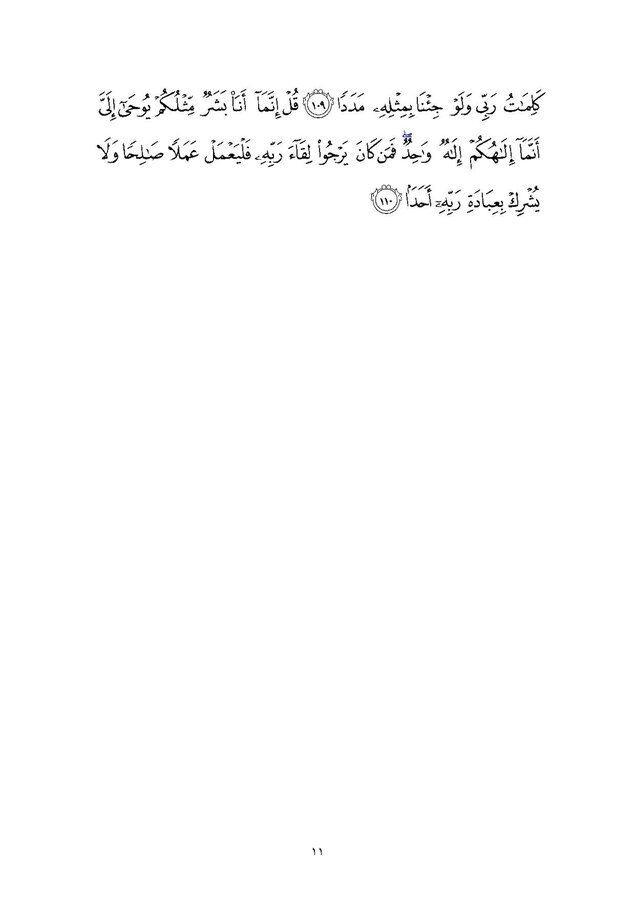 كَلِمَٰتُ رَبِّي وَلَوْ جِئْنَا بِمِثْلِهِۦ مَدَدٗا ١٠٩ قُلۡ إِنَّمَآ أَنَا۠ بَشَرٞ مِّثۡلُكُمۡ يُوحَىٰٓ إِلَيَّ
أَنَّمَآ إِلَٰهُكُمۡ إِلَٰهٞ وَٰحِدٞۖ فَمَن كَانَ يَرۡجُواْ لِقَآءَ رَبِّهِۦ فَلۡيَعۡمَلۡ عَمَلٗا صَٰلِحٗا وَلَا
يُشۡرِكۡ بِعِبَادَةِ رَبِّهِۦٓ أَحَدَۢا ١١٠
١١